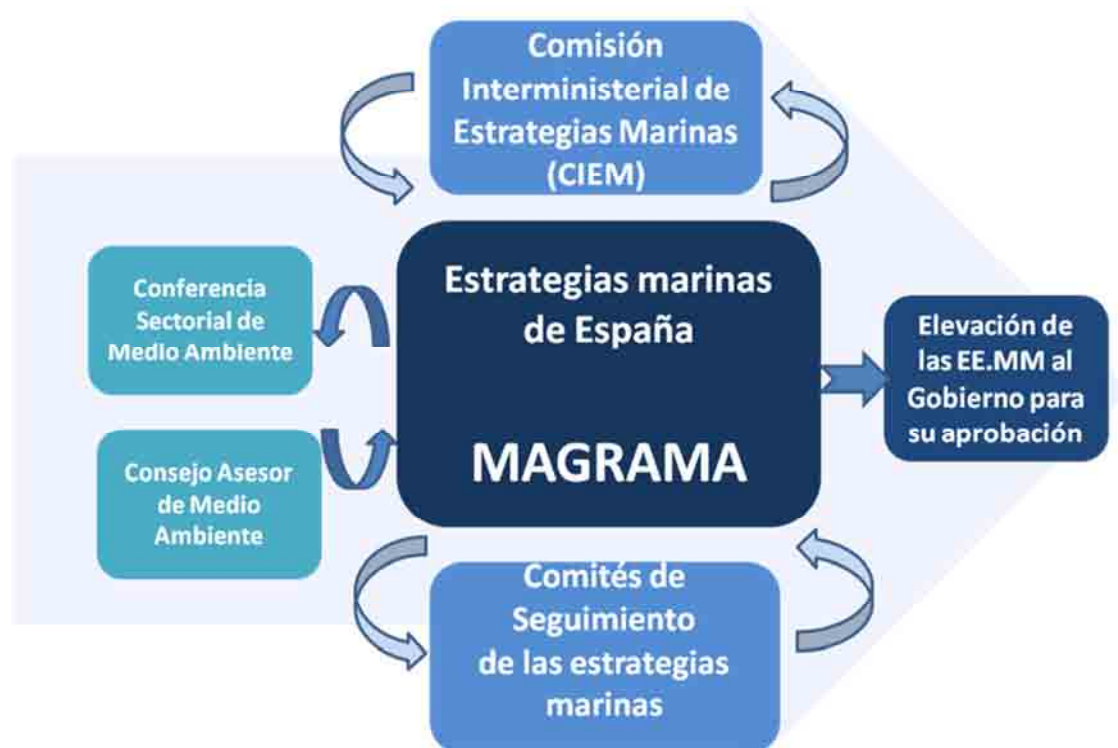 Comisión
Interministerial de
Estrategias Marinas
(CIEM)
Conferencia
Sectorial de
Medio Ambiente
Consejo Asesor
de Medio
Ambiente
Estrategias marinas
de España
MAGRAMA
Elevación de
las EE.MM al
Gobierno para
su aprobación
Comités de
Seguimiento
de las estrategias
marinas